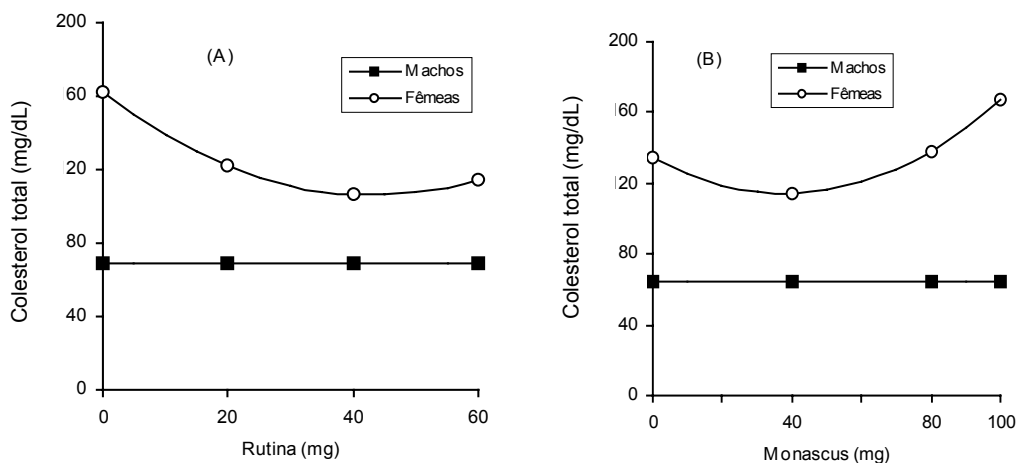 (A)
Machos
Fêmeas
Colesterol total (mg/dL)
200
60
20
80
40
0
0 20 40 60
Rutina (mg)
(B)
Machos
Fêmeas
Colesterol total (mg/dL)
200
160
120
80
40
0
0 40 80 100
Monascus (mg)